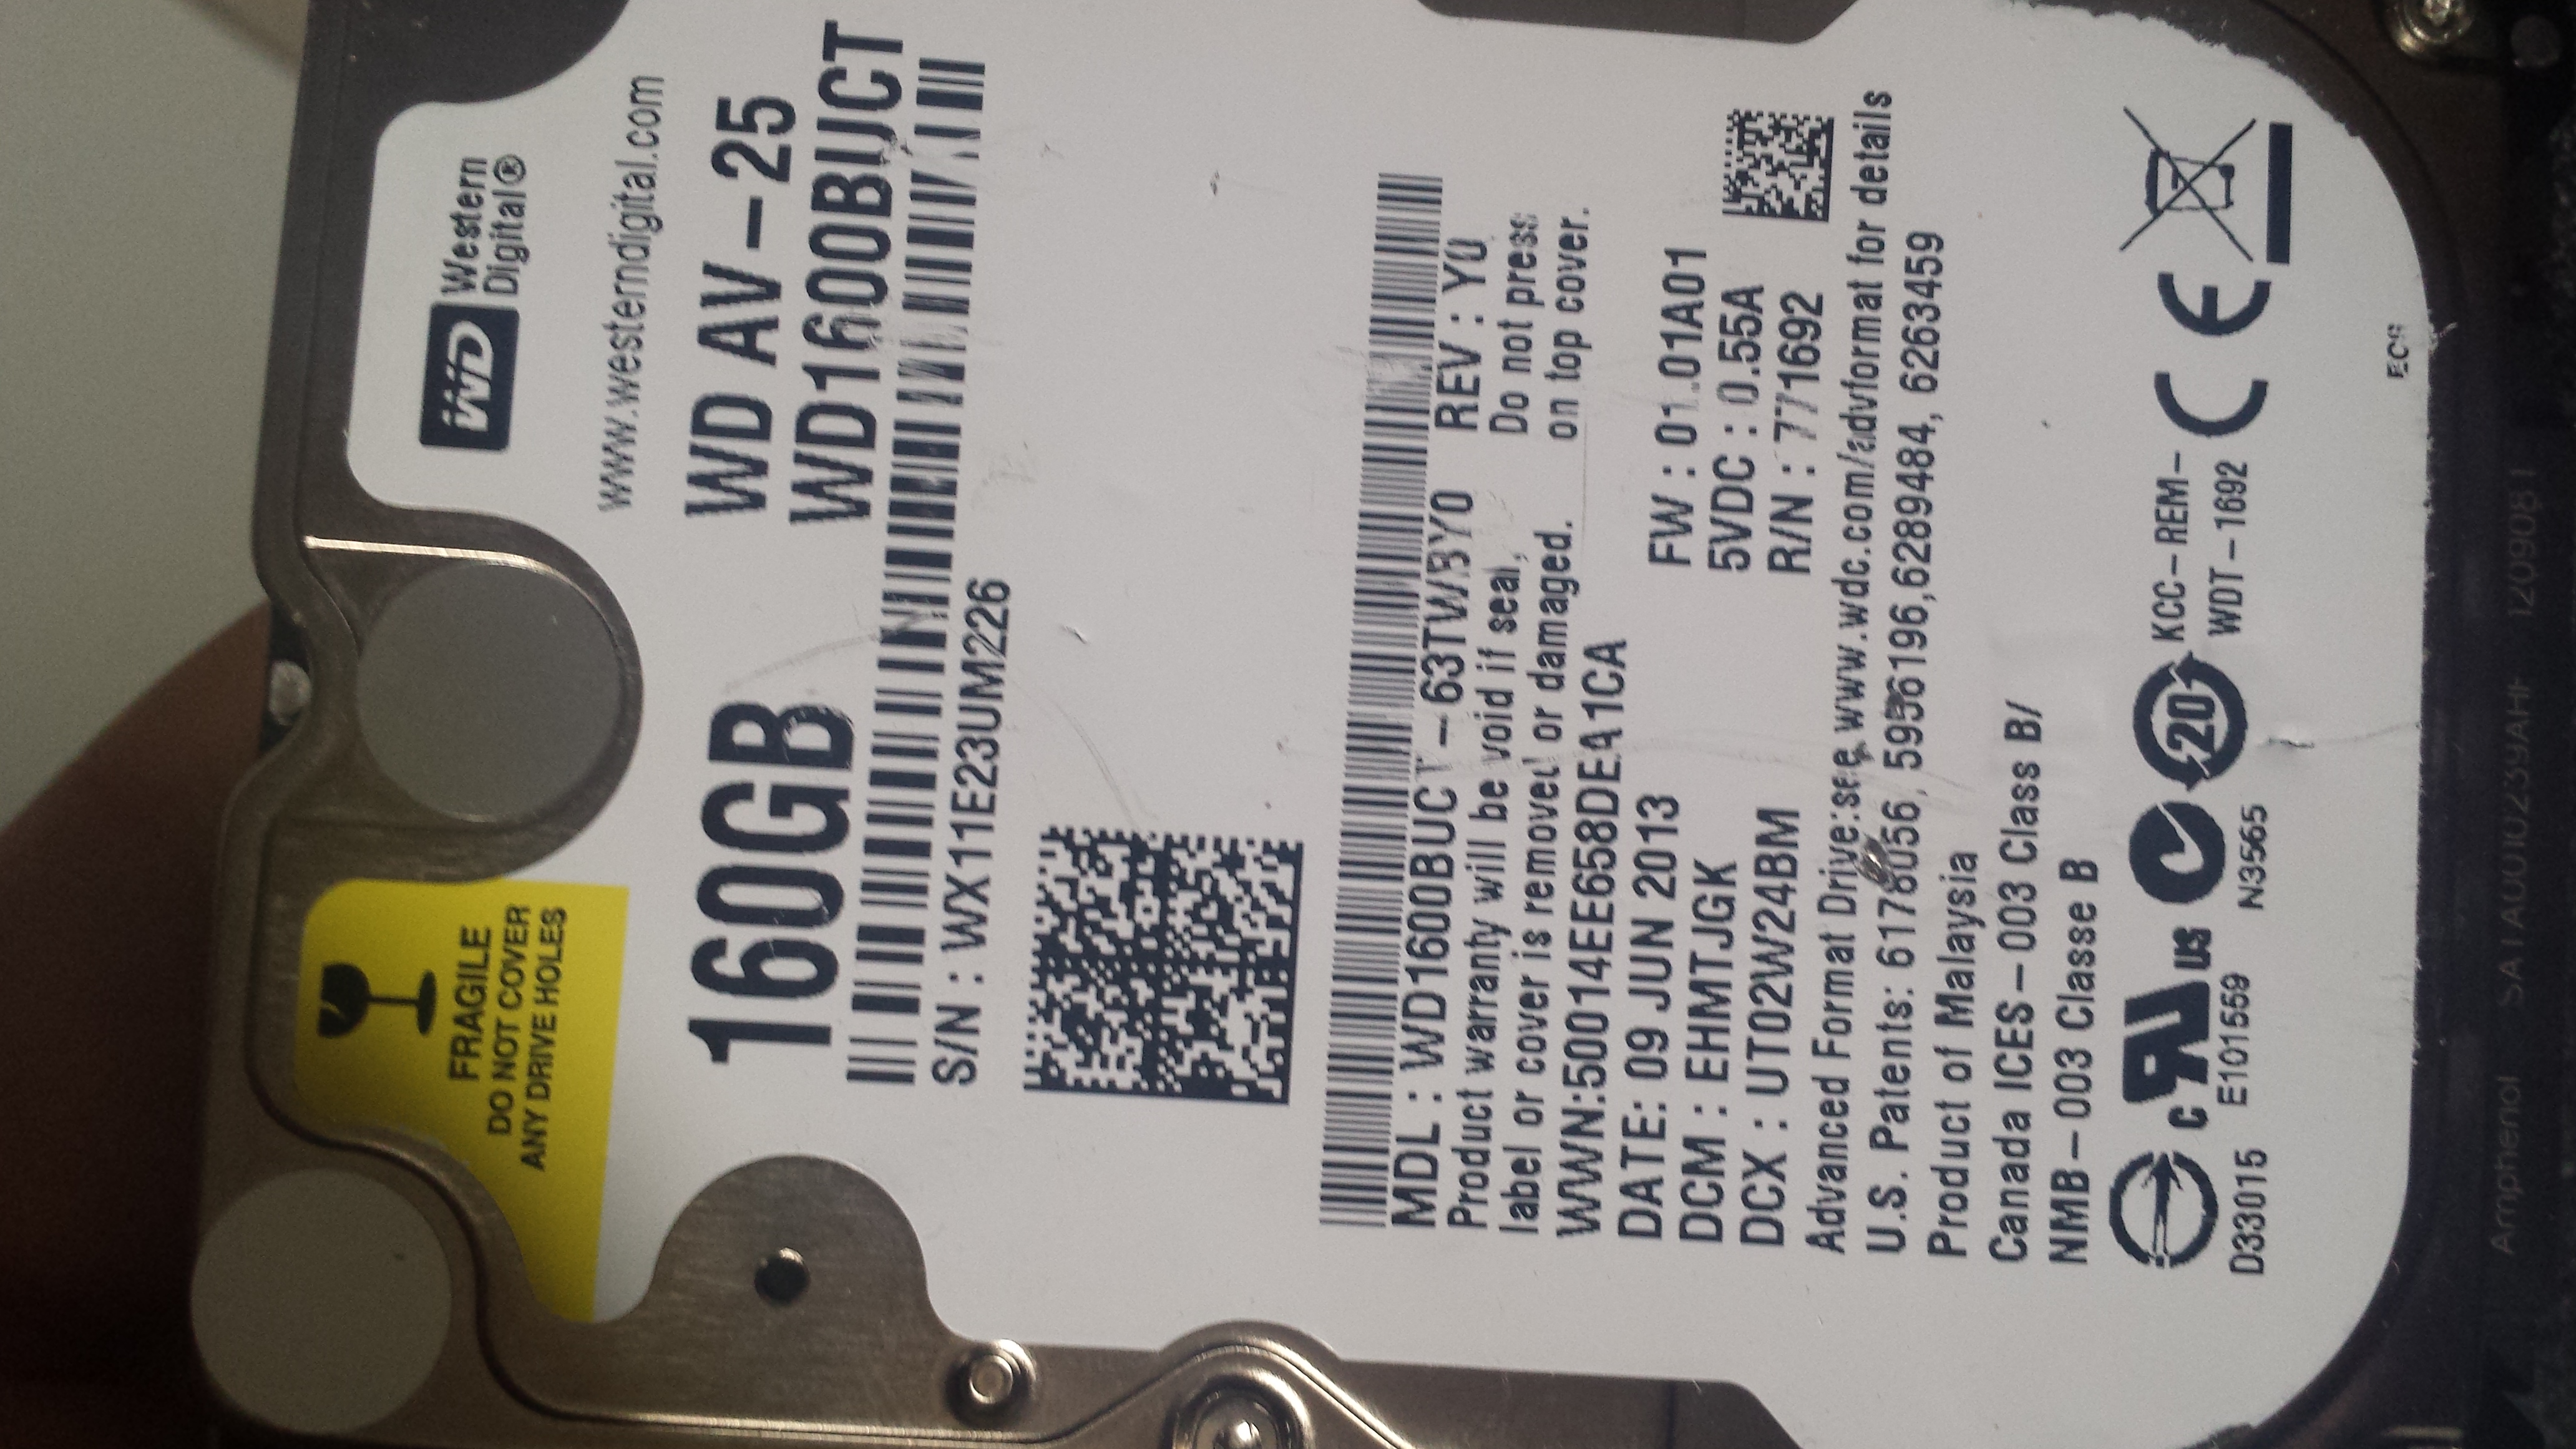 WD Western
Digital®
www.westerndigital.com
FRAGILE
DO NOT COVER
ANY DRIVE HOLES
160GB
WD AV-25
WD1600BUCT
S/N : WX11E23UM226
MDL : WD1600BUCT-63TWBY0 REV : Y0
Product warranty will be void if seal,
label or cover is removed or damaged.
Do not press
on top cover.
WWN:50014EE658DEA1CA
DATE: 09 JUN 2013
DCM : EHMTJGK
DCX : UT02W24BM
FW : 01.01A01
5VDC : 0.55A
R/N : 771692
Advanced Format Drive:see www.wdc.com/advformat for details
U.S. Patents: 6178056, 5956196,6289484, 6263459
Product of Malaysia
Canada ICES-003 Class B/
NMB-003 Classe B
c us
20
KCC-REM-
WDT-1692
CE
D33015
E101559
N3565
Amphenol SATA0010239AHF 1209081